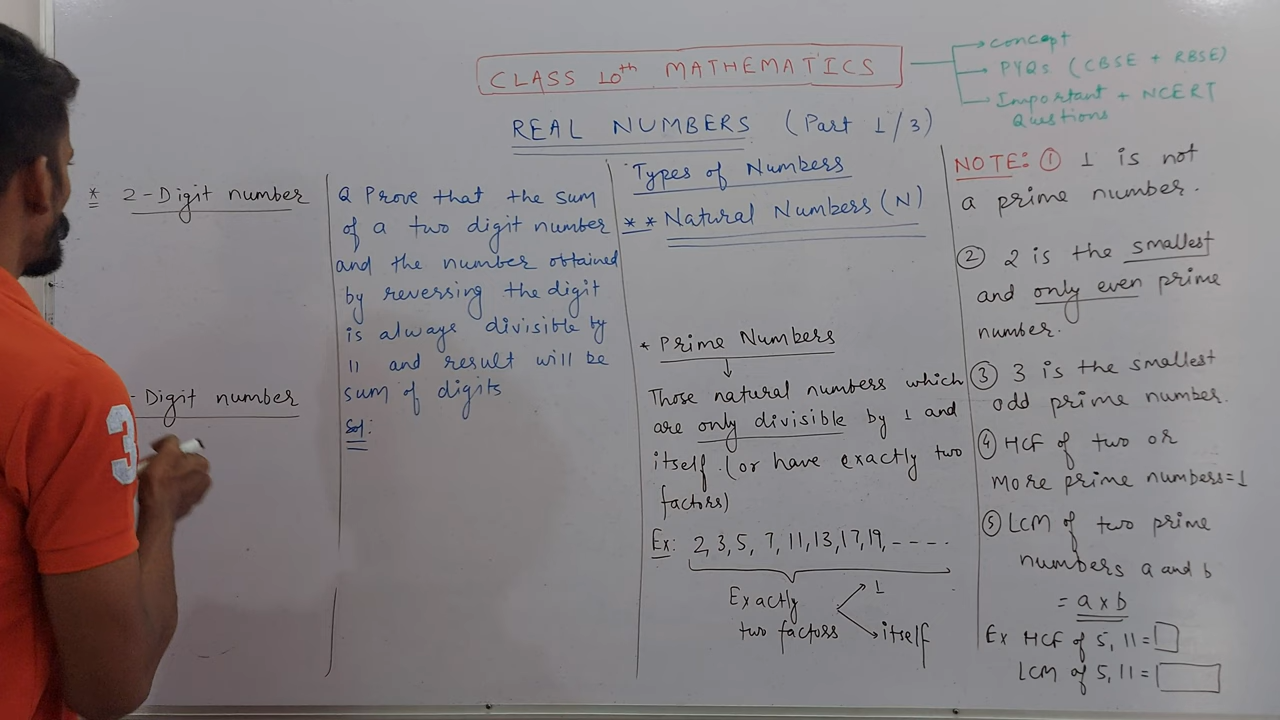 CLASS 10th MATHEMATICS
concept
PYQs (CBSE + RBSE)
Important + NCERT
Questions
REAL NUMBERS (Part 1/3)
* 2-Digit number
-Digit number
3
Q Prove that the sum
of a two digit number
and the number obtained
by reversing the digit
is always divisible by
11 and result will be
sum of digits
Sol:
Types of Numbers
** Natural Numbers (N)
* Prime Numbers
Those natural numbers which
are only divisible by 1 and
itself. (or have exactly two
factors)
Ex: 2, 3, 5, 7, 11, 13, 17, 19, - - - -
Exactly
two factors
1
itself
NOTE: ① 1 is not
a prime number.
② 2 is the smallest
and only even prime
number.
③ 3 is the smallest
odd prime number.
④ HCF of two or
more prime numbers=1
⑤ LCM of two prime
numbers a and b
= a x b
Ex HCF of 5, 11 =
LCM of 5, 11 =